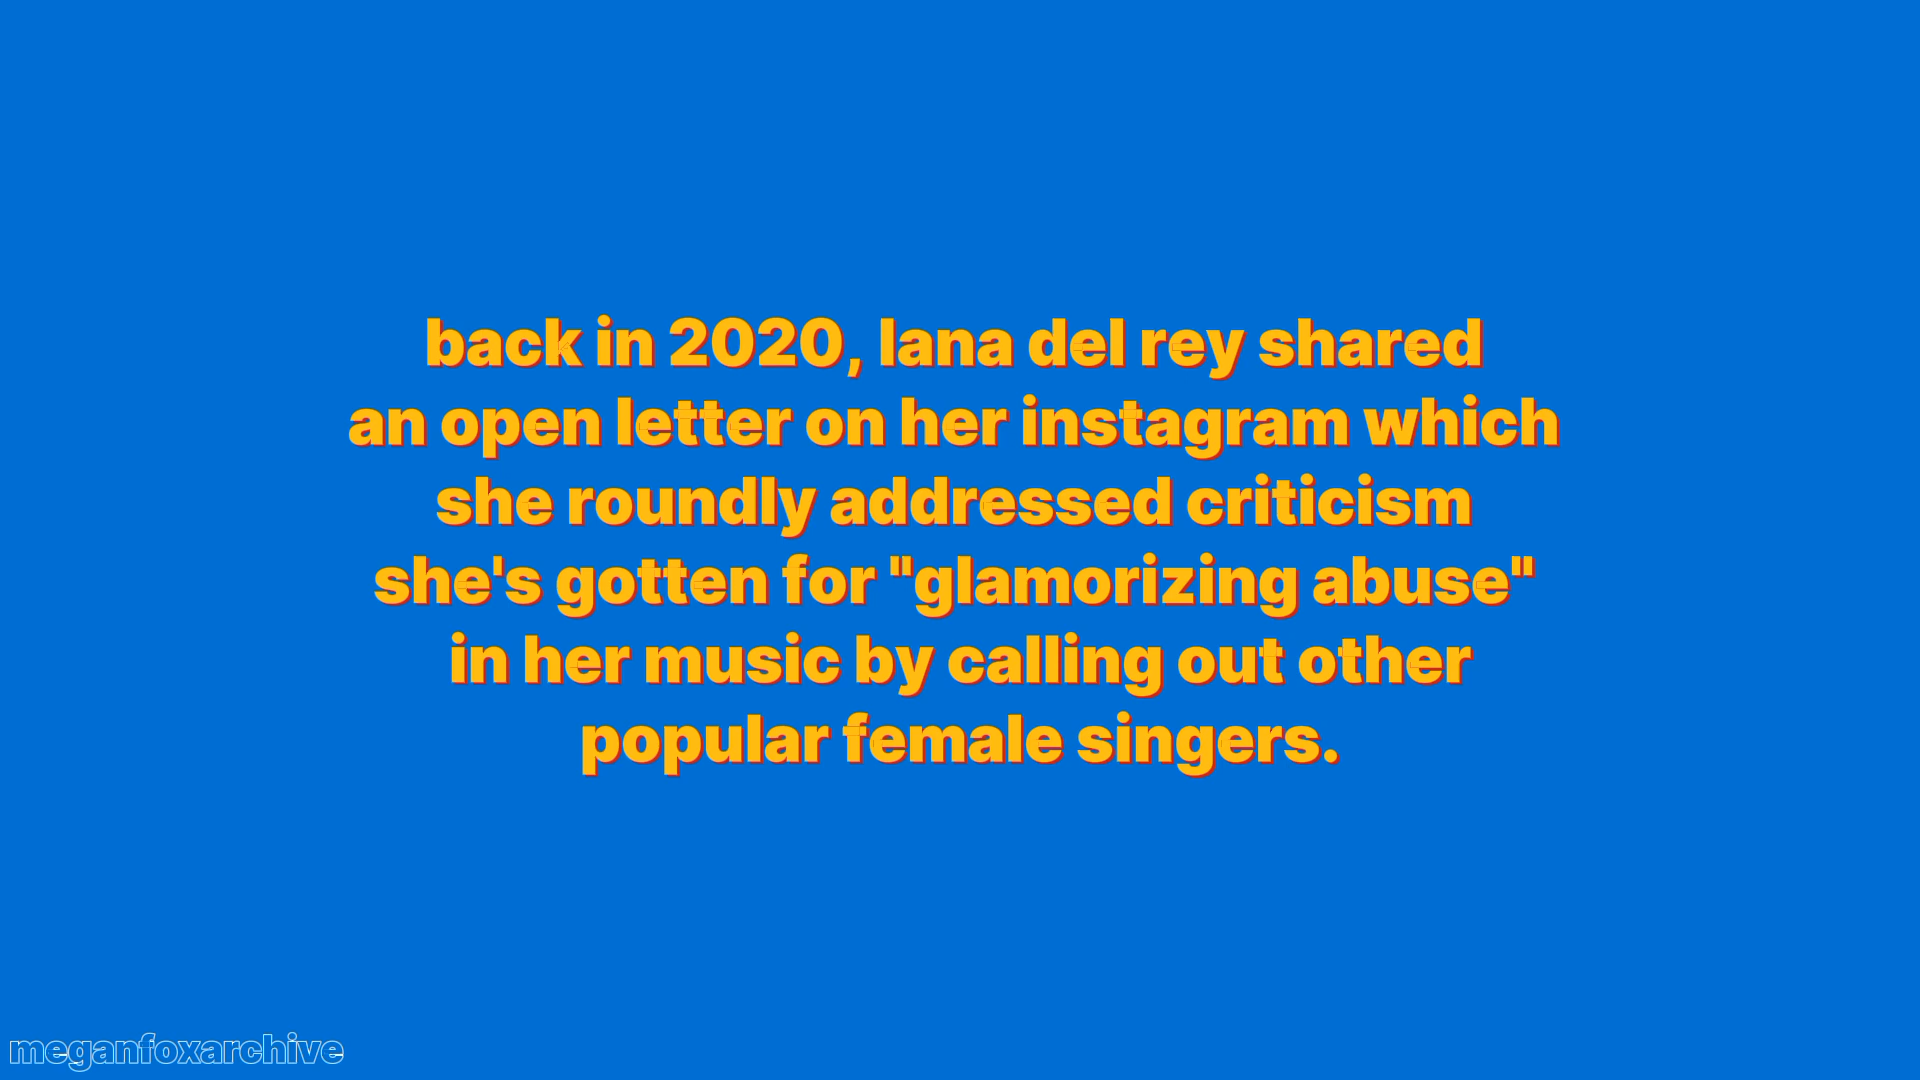 back in 2020, lana del rey shared
an open letter on her instagram which
she roundly addressed criticism
she's gotten for "glamorizing abuse"
in her music by calling out other
popular female singers.
meganfoxarchive